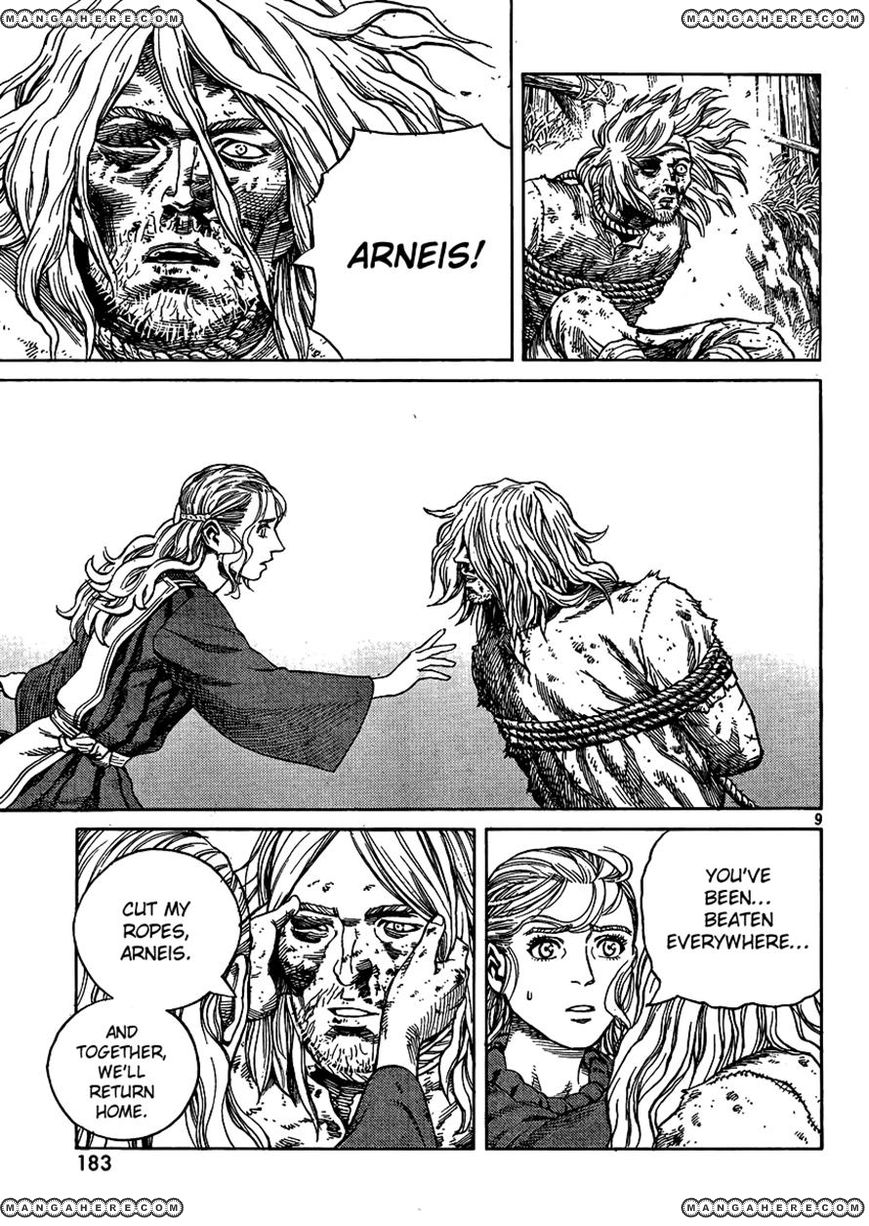 MANGAHERE.COM
MANGAHERE.COM
ARNEIS!
9
YOU'VE
BEEN...
BEATEN
EVERYWHERE...
CUT MY
ROPES,
ARNEIS.
AND
TOGETHER,
WE'LL
RETURN
HOME.
183
MANGAHERE.COM
MANGAHERE.COM